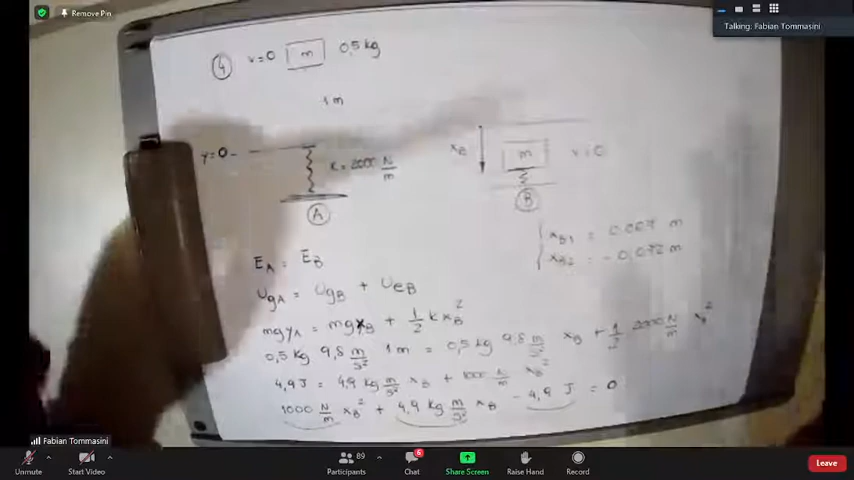 Remove Pin
Talking: Fabian Tommasini
4 v=0 m 0,5 kg
1 m
y=0
k = 2000 N/m
A
xB
m v=0
B
xB1 = 0.067 m
xB2 = - 0,072 m
EA = EB
UgA = UgB + UeB
mgyA = mgxB + 1/2 k xB²
0,5 kg 9,8 m/s² 1m = 0,5 kg 9.8 m/s² xB + 1/2 2000 N/m xB²
4,9 J = 4,9 kg m/s² xB + 1000 N/m xB²
1000 N/m xB² + 4,9 kg m/s² xB - 4,9 J = 0
Fabian Tommasini
Unmute
Start Video
89
Participants
6
Chat
Share Screen
Raise Hand
Record
Leave